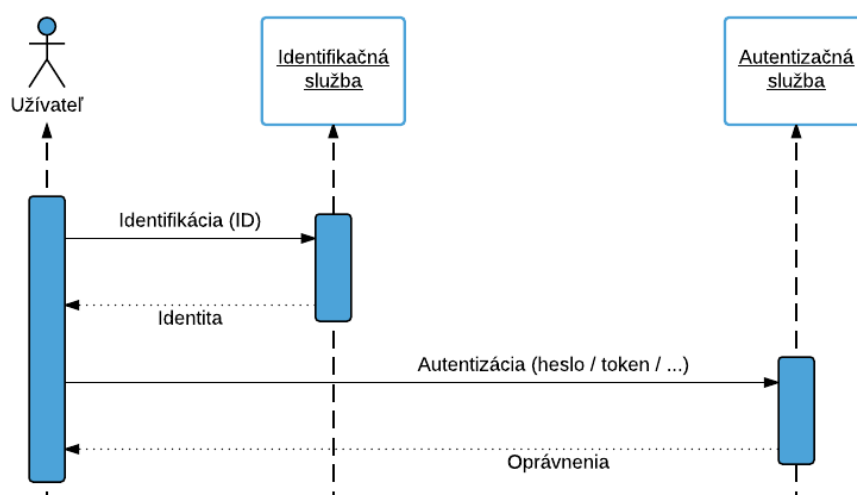 Užívateľ
Identifikačná
služba
Autentizačná
služba
Identifikácia (ID)
Identita
Autentizácia (heslo / token / ...)
Oprávnenia